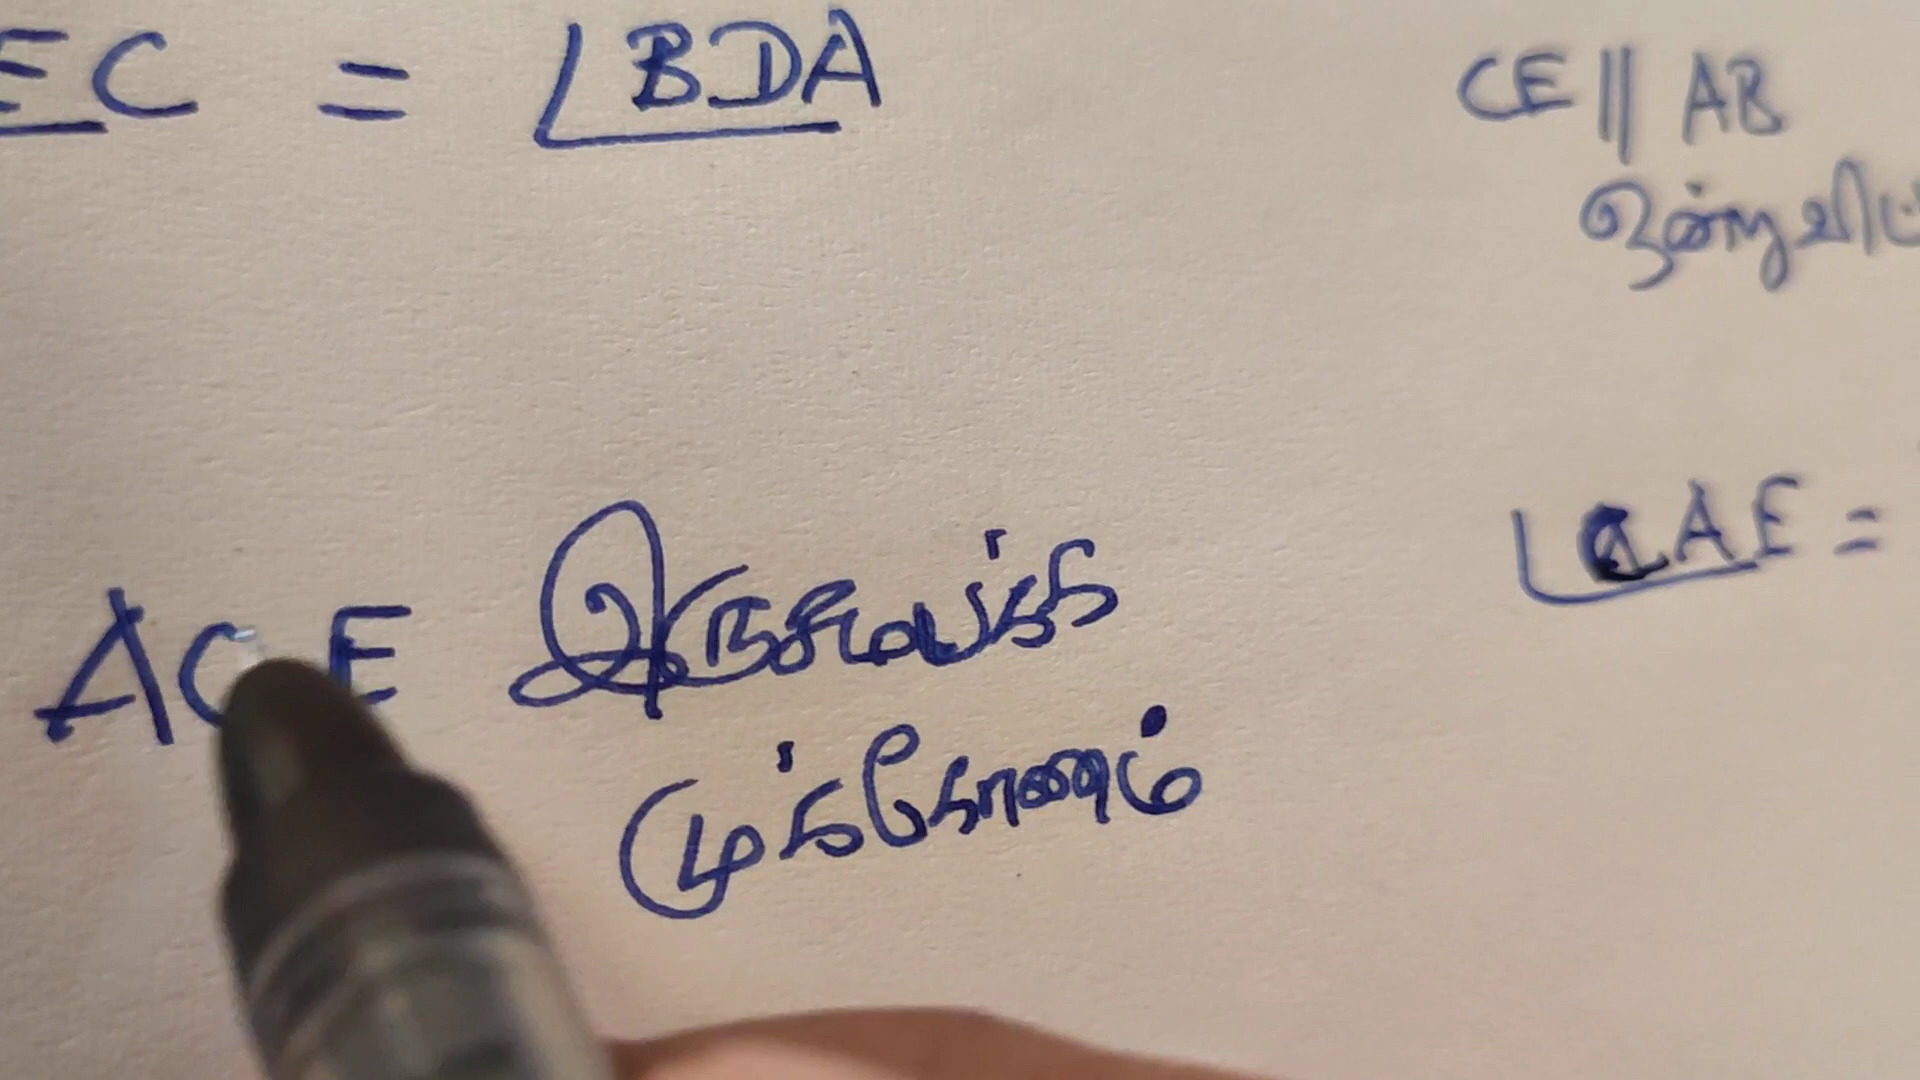 EC = ∠BDA
CE || AB
ACE இருசமபக்க
முக்கோணம்
∠CAE =